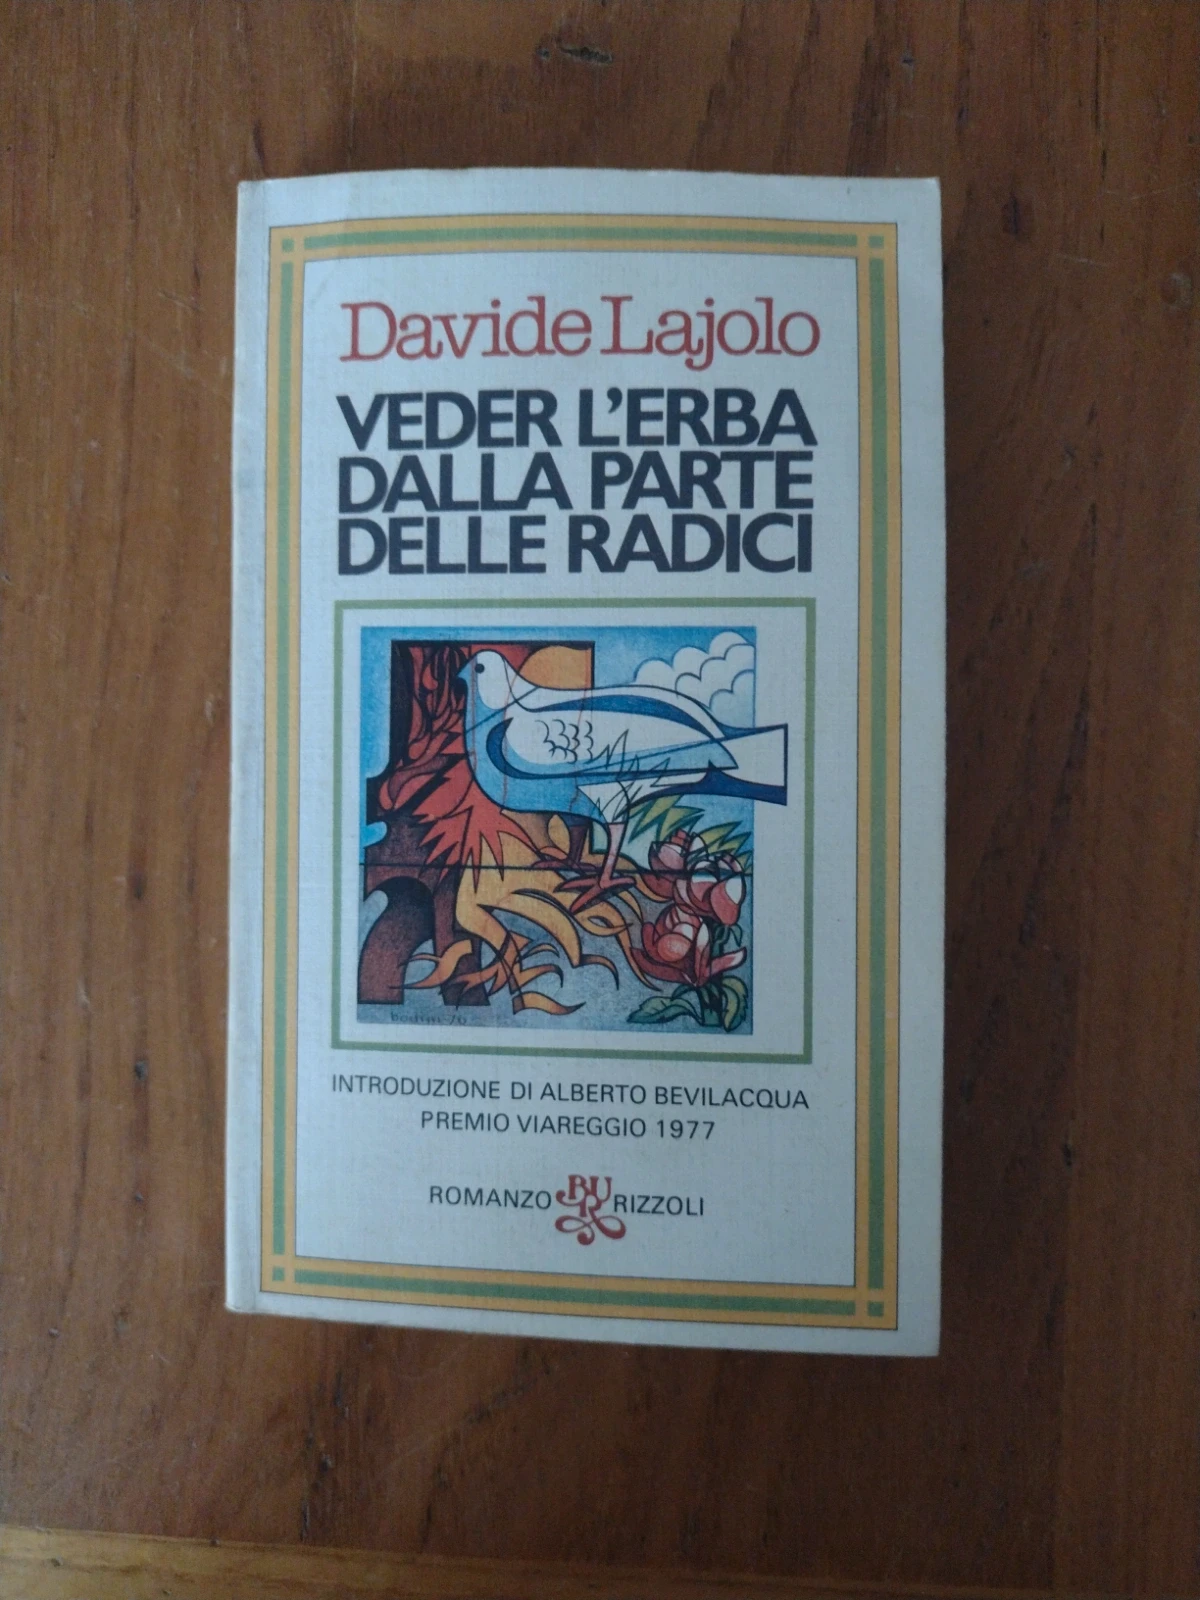 Davide Lajolo
VEDER L'ERBA
DALLA PARTE
DELLE RADICI
INTRODUZIONE DI ALBERTO BEVILACQUA
PREMIO VIAREGGIO 1977
ROMANZO BUR RIZZOLI